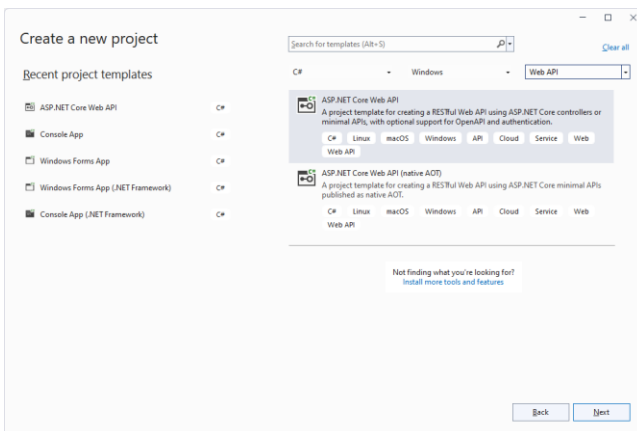 Create a new project
Search for templates (Alt+S)
Clear all
Recent project templates
C#
Windows
Web API
ASP.NET Core Web API C#
Console App C#
Windows Forms App C#
Windows Forms App (.NET Framework) C#
Console App (.NET Framework) C#
ASP.NET Core Web API
A project template for creating a RESTful Web API using ASP.NET Core controllers or
minimal APIs, with optional support for OpenAPI and authentication.
C# Linux macOS Windows API Cloud Service Web
Web API
ASP.NET Core Web API (native AOT)
A project template for creating a RESTful Web API using ASP.NET Core minimal APIs
published as native AOT.
C# Linux macOS Windows API Cloud Service Web
Web API
Not finding what you're looking for?
Install more tools and features
Back
Next